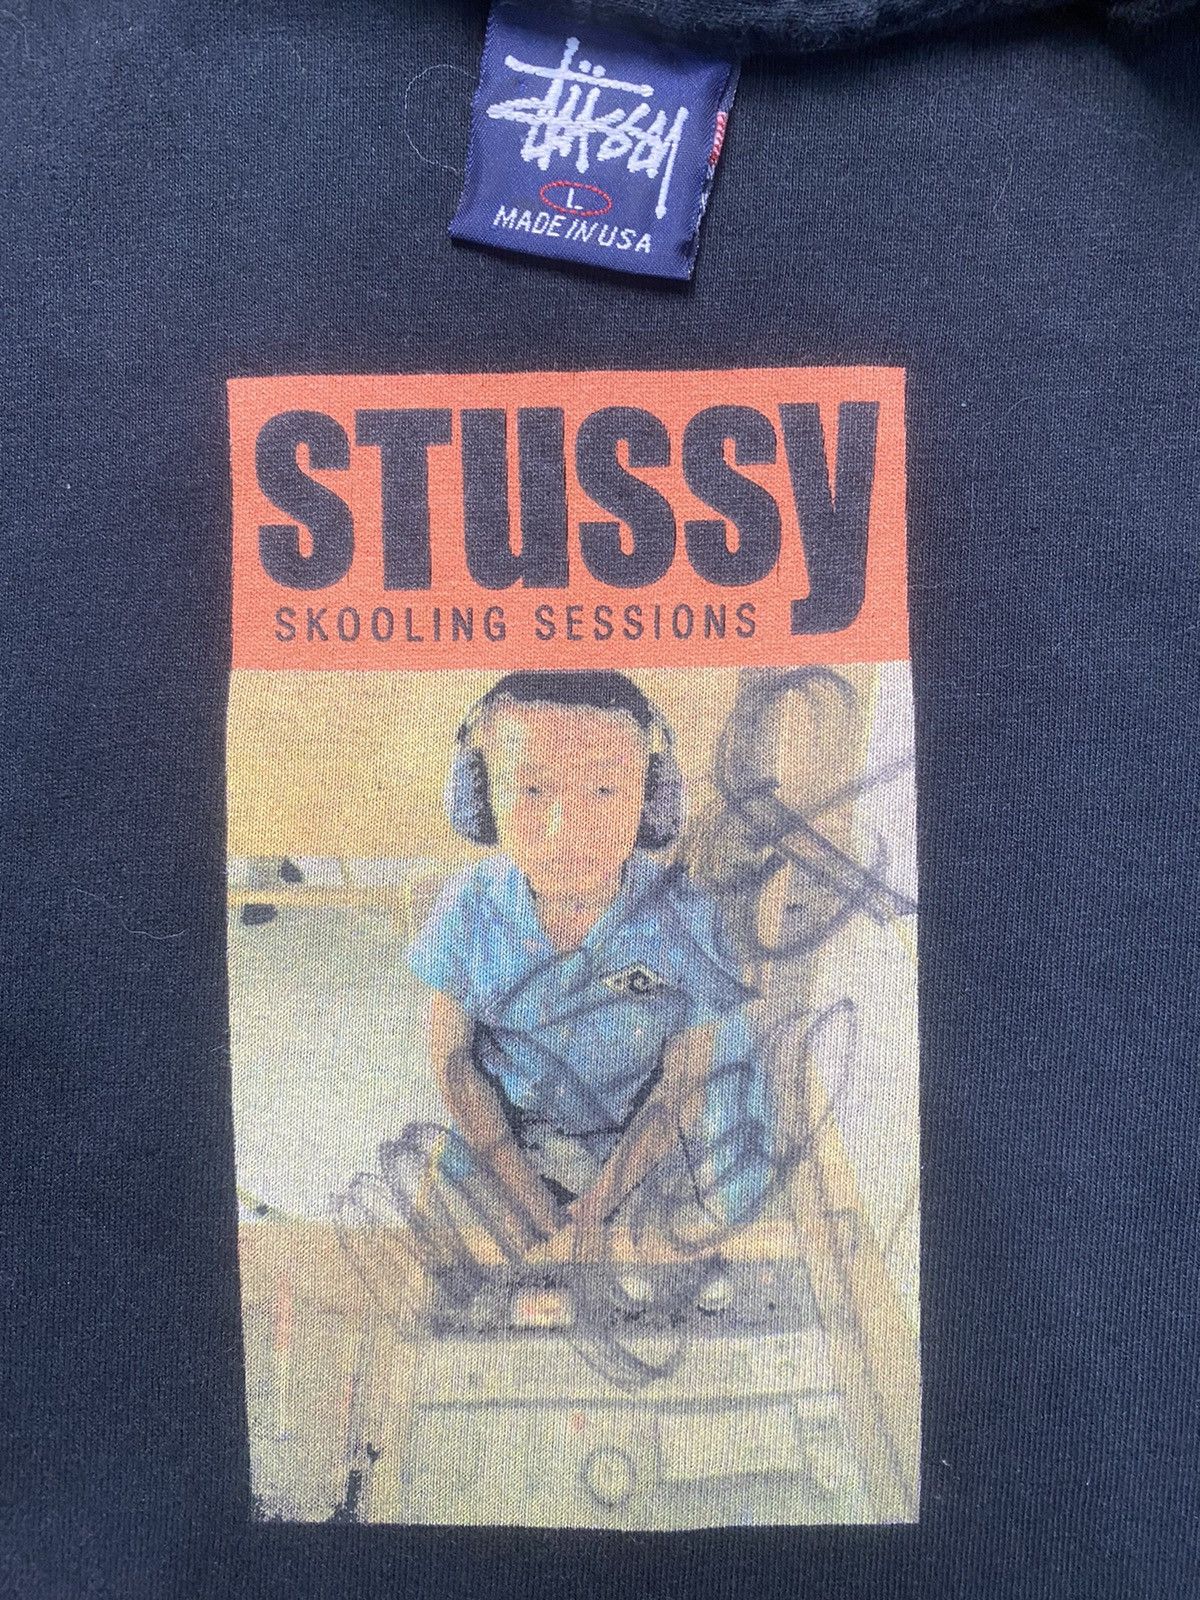 Stüssy
L
MADE IN USA
STUSSY
SKOOLING SESSIONS